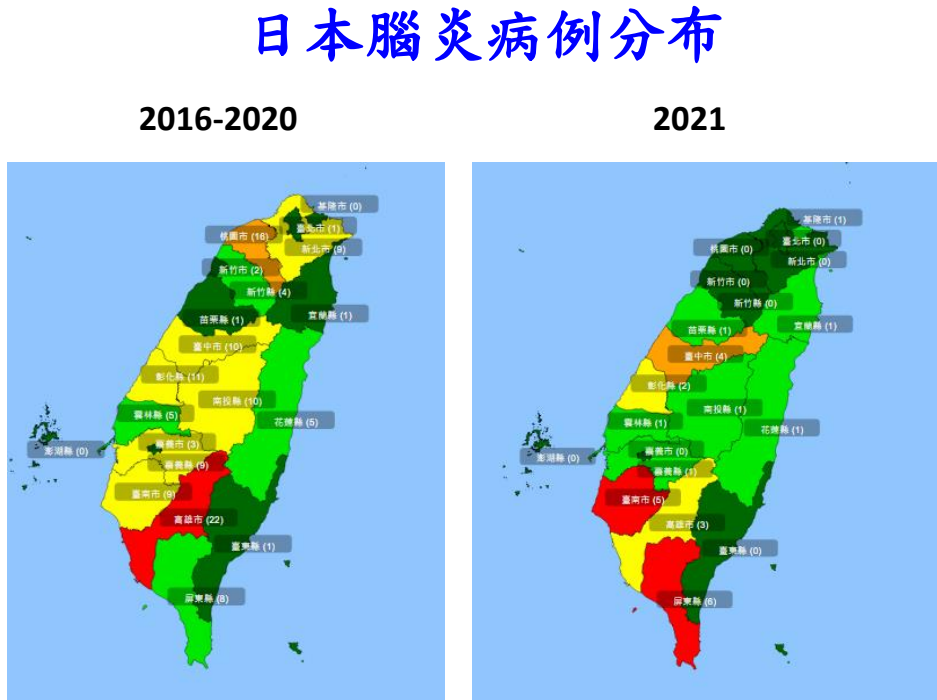 日本腦炎病例分布
2016-2020
2021
基隆市 (0)
臺北市 (1)
桃園市 (16)
新北市 (9)
新竹市 (2)
新竹縣 (4)
宜蘭縣 (1)
苗栗縣 (1)
臺中市 (10)
彰化縣 (11)
南投縣 (10)
雲林縣 (5)
花蓮縣 (5)
嘉義市 (3)
澎湖縣 (0)
嘉義縣 (9)
臺南市 (9)
高雄市 (22)
臺東縣 (1)
屏東縣 (8)
基隆市 (1)
臺北市 (0)
桃園市 (0)
新北市 (0)
新竹市 (0)
新竹縣 (0)
宜蘭縣 (1)
苗栗縣 (1)
臺中市 (4)
彰化縣 (2)
南投縣 (1)
雲林縣 (1)
花蓮縣 (1)
嘉義市 (0)
澎湖縣 (0)
嘉義縣 (1)
臺南市 (5)
高雄市 (3)
臺東縣 (0)
屏東縣 (6)